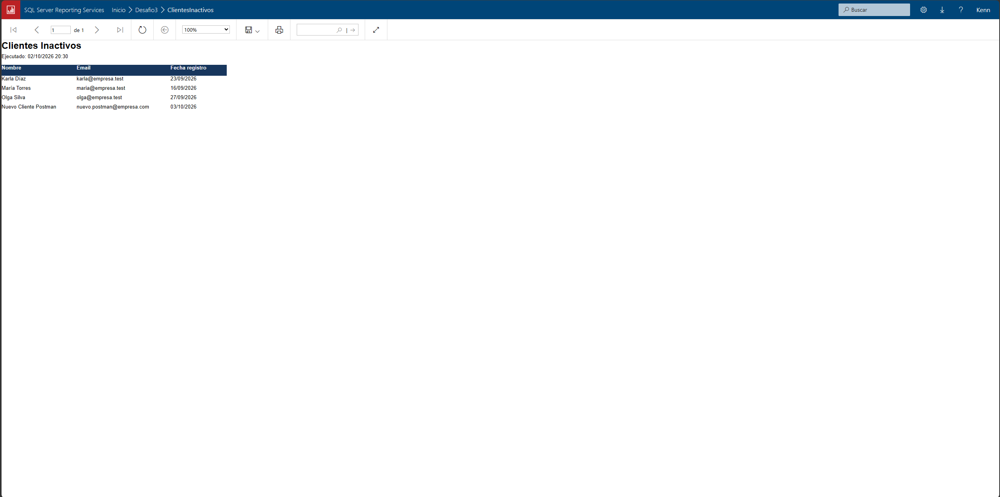 SQL Server Reporting Services Inicio Desafio3 ClientesInactivos Buscar ? Kenn
1 de 1 100%
Clientes Inactivos
Ejecutado: 02/10/2026 20:30
Nombre Email Fecha registro
Karla Díaz karla@empresa.test 23/09/2026
María Torres maria@empresa.test 16/09/2026
Olga Silva olga@empresa.test 27/09/2026
Nuevo Cliente Postman nuevo.postman@empresa.com 03/10/2026